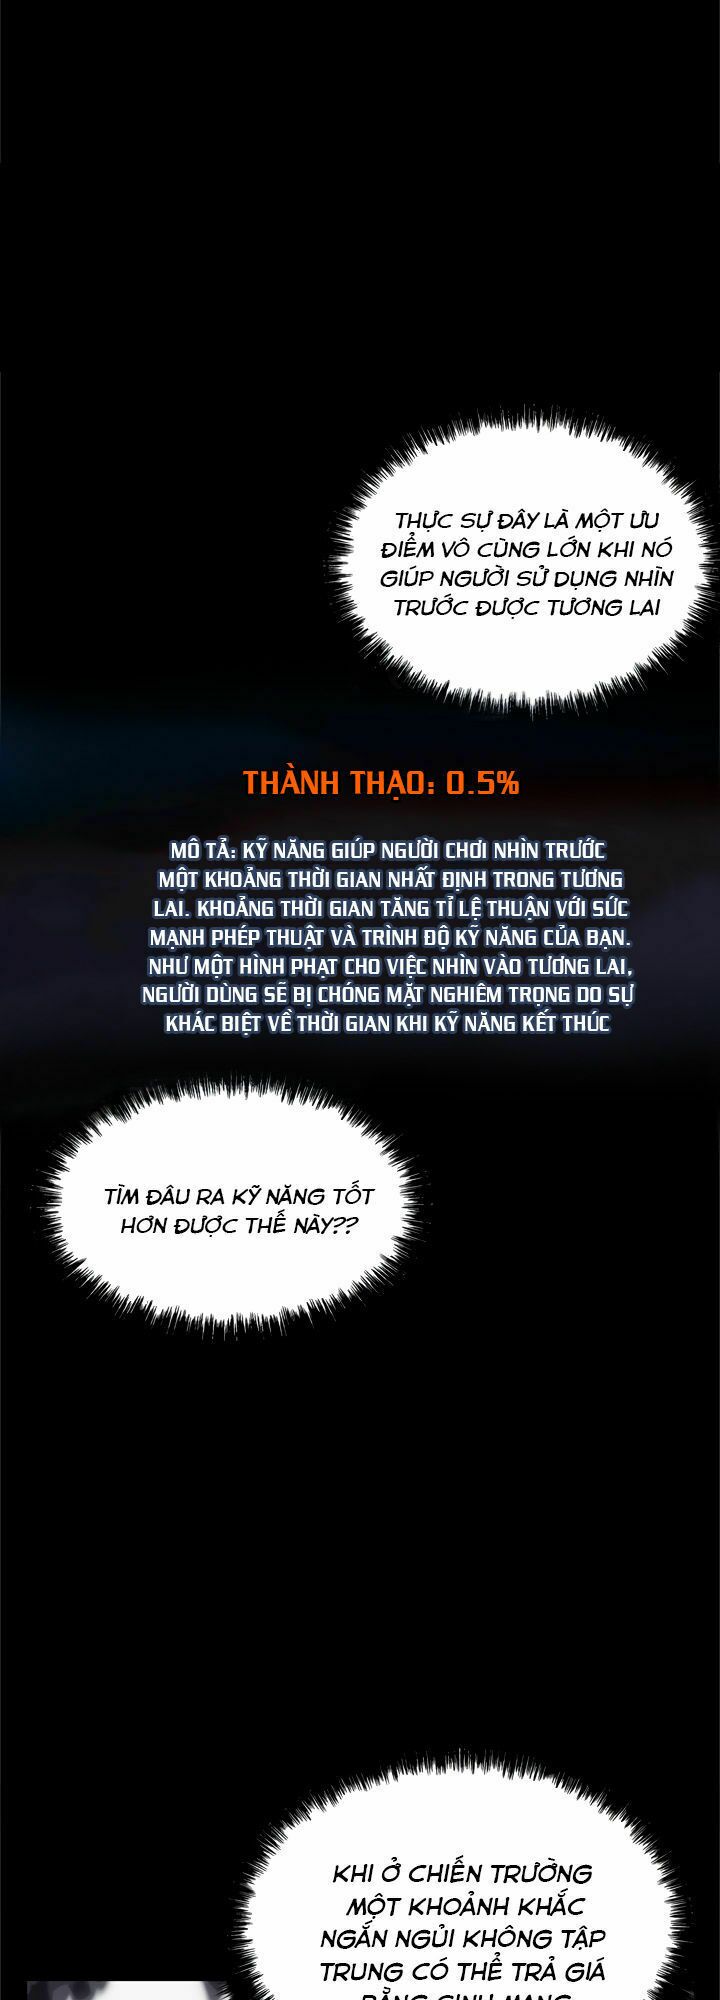 THỰC SỰ ĐÂY LÀ MỘT ƯU
ĐIỂM VÔ CÙNG LỚN KHI NÓ
GIÚP NGƯỜI SỬ DỤNG NHÌN
TRƯỚC ĐƯỢC TƯƠNG LAI
THÀNH THẠO: 0.5%
MÔ TẢ: KỸ NĂNG GIÚP NGƯỜI CHƠI NHÌN TRƯỚC
MỘT KHOẢNG THỜI GIAN NHẤT ĐỊNH TRONG TƯƠNG
LAI. KHOẢNG THỜI GIAN TĂNG TỈ LỆ THUẬN VỚI SỨC
MẠNH PHÉP THUẬT VÀ TRÌNH ĐỘ KỸ NĂNG CỦA BẠN.
NHƯ MỘT HÌNH PHẠT CHO VIỆC NHÌN VÀO TƯƠNG LAI,
NGƯỜI DÙNG SẼ BỊ CHÓNG MẶT NGHIÊM TRỌNG DO SỰ
KHÁC BIỆT VỀ THỜI GIAN KHI KỸ NĂNG KẾT THÚC
TÌM ĐÂU RA KỸ NĂNG TỐT
HƠN ĐƯỢC THẾ NÀY??
KHI Ở CHIẾN TRƯỜNG
MỘT KHOẢNH KHẮC
NGẮN NGỦI KHÔNG TẬP
TRUNG CÓ THỂ TRẢ GIÁ
BẰNG SINH MẠNG